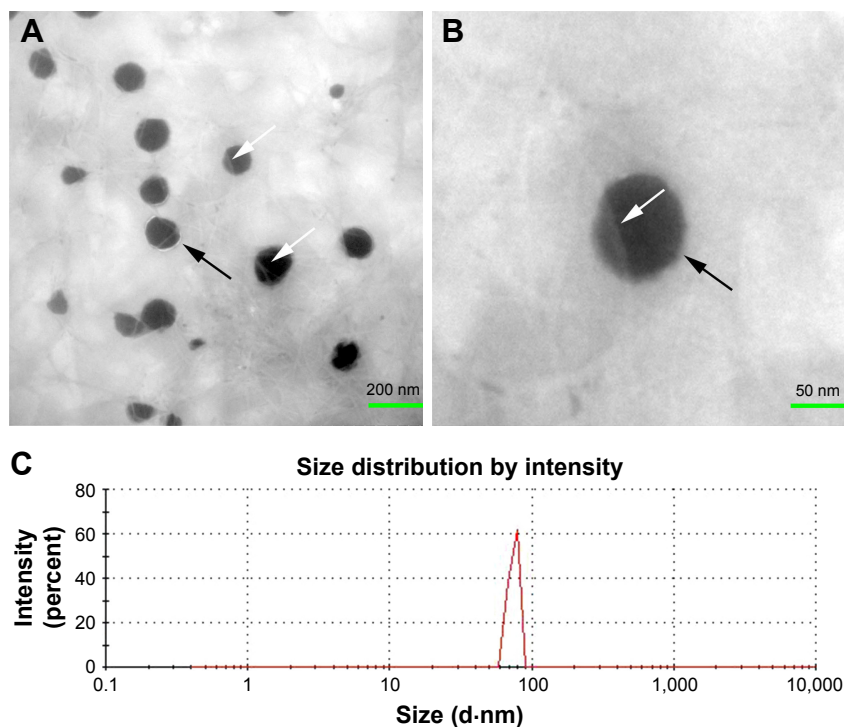 A
200 nm
B
50 nm
C
Size distribution by intensity
Intensity
(percent)
80
60
40
20
0
0.1 1 10 100 1,000 10,000
Size (d·nm)